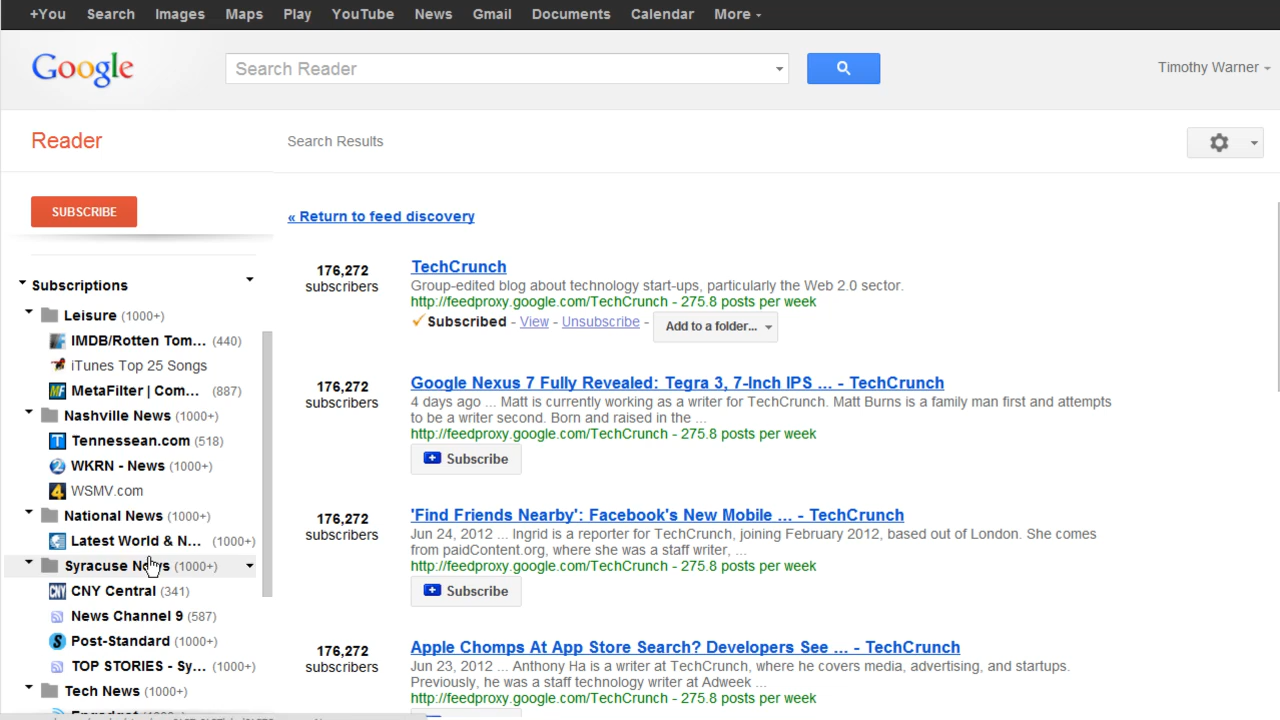 +You Search Images Maps Play YouTube News Gmail Documents Calendar More
Google
Search Reader
Timothy Warner
Reader
Search Results
SUBSCRIBE
« Return to feed discovery
Subscriptions
Leisure (1000+)
IMDB/Rotten Tom... (440)
iTunes Top 25 Songs
MetaFilter | Com... (887)
Nashville News (1000+)
Tennessean.com (518)
WKRN - News (1000+)
WSMV.com
National News (1000+)
Latest World & N... (1000+)
Syracuse News (1000+)
CNY Central (341)
News Channel 9 (587)
Post-Standard (1000+)
TOP STORIES - Sy... (1000+)
Tech News (1000+)
176,272
subscribers
TechCrunch
Group-edited blog about technology start-ups, particularly the Web 2.0 sector.
http://feedproxy.google.com/TechCrunch - 275.8 posts per week
Subscribed - View - Unsubscribe - Add to a folder...
176,272
subscribers
Google Nexus 7 Fully Revealed: Tegra 3, 7-Inch IPS ... - TechCrunch
4 days ago ... Matt is currently working as a writer for TechCrunch. Matt Burns is a family man first and attempts
to be a writer second. Born and raised in the ...
http://feedproxy.google.com/TechCrunch - 275.8 posts per week
Subscribe
176,272
subscribers
'Find Friends Nearby': Facebook's New Mobile ... - TechCrunch
Jun 24, 2012 ... Ingrid is a reporter for TechCrunch, joining February 2012, based out of London. She comes
from paidContent.org, where she was a staff writer, ...
http://feedproxy.google.com/TechCrunch - 275.8 posts per week
Subscribe
176,272
subscribers
Apple Chomps At App Store Search? Developers See ... - TechCrunch
Jun 23, 2012 ... Anthony Ha is a writer at TechCrunch, where he covers media, advertising, and startups.
Previously, he was a staff technology writer at Adweek ...
http://feedproxy.google.com/TechCrunch - 275.8 posts per week